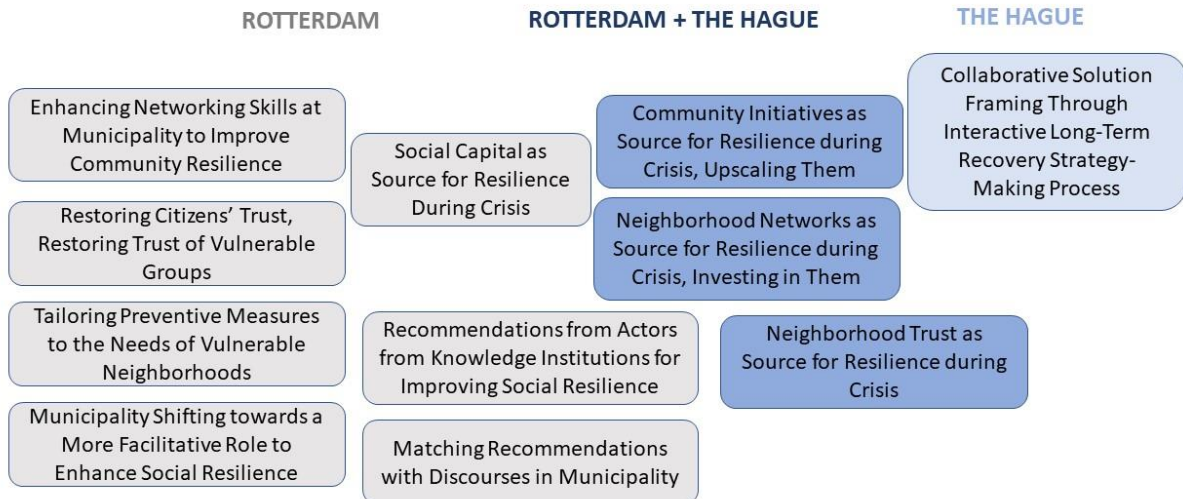 ROTTERDAM
ROTTERDAM + THE HAGUE
THE HAGUE
Enhancing Networking Skills at
Municipality to Improve
Community Resilience
Restoring Citizens’ Trust,
Restoring Trust of Vulnerable
Groups
Tailoring Preventive Measures
to the Needs of Vulnerable
Neighborhoods
Municipality Shifting towards a
More Facilitative Role to
Enhance Social Resilience
Social Capital as
Source for Resilience
During Crisis
Recommendations from Actors
from Knowledge Institutions for
Improving Social Resilience
Matching Recommendations
with Discourses in Municipality
Community Initiatives as
Source for Resilience during
Crisis, Upscaling Them
Neighborhood Networks as
Source for Resilience during
Crisis, Investing in Them
Neighborhood Trust as
Source for Resilience during
Crisis
Collaborative Solution
Framing Through
Interactive Long-Term
Recovery Strategy-
Making Process